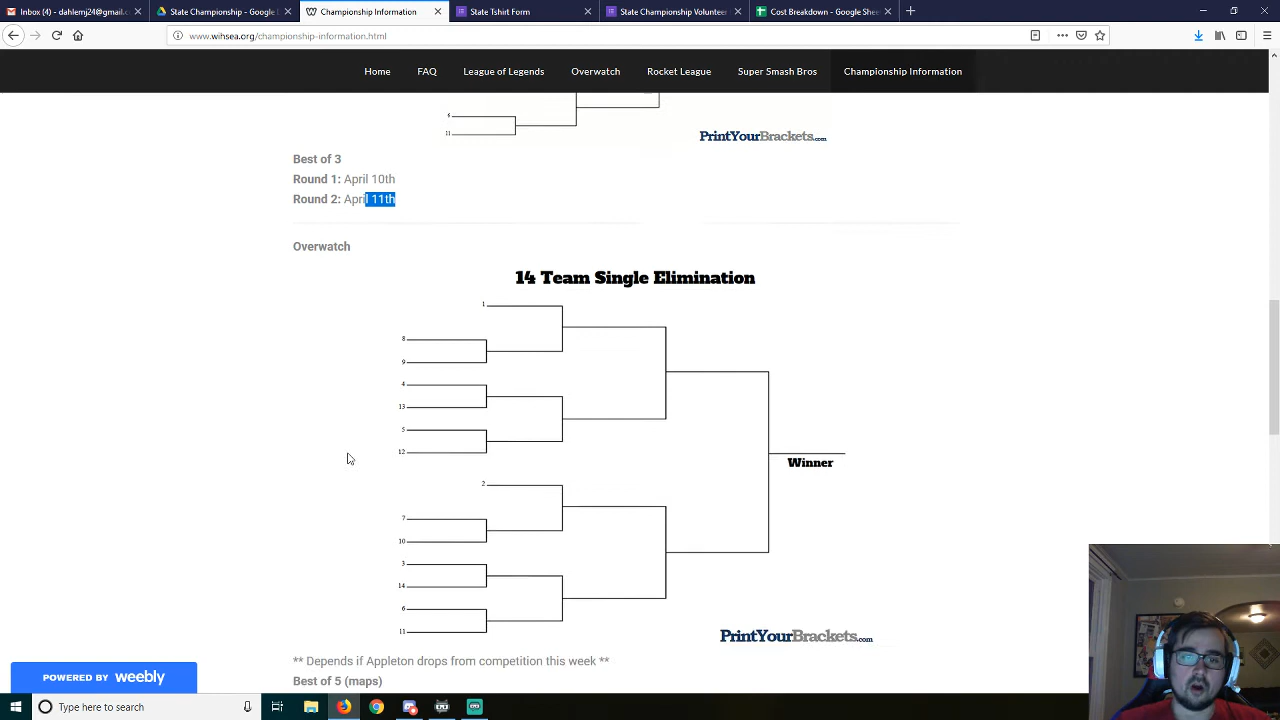 Inbox (4) - dahlemj24@gmail.c
State Championship - Google D
Championship Information
State Tshirt Form
State Championship Volunteer
Cost Breakdown - Google Shee
www.wihsea.org/championship-information.html
Home
FAQ
League of Legends
Overwatch
Rocket League
Super Smash Bros
Championship Information
6
11
PrintYourBrackets.com
Best of 3
Round 1: April 10th
Round 2: April 11th
Overwatch
14 Team Single Elimination
1
8
9
4
13
5
12
Winner
2
7
10
3
14
6
11
PrintYourBrackets.com
** Depends if Appleton drops from competition this week **
Best of 5 (maps)
POWERED BY weebly
Type here to search